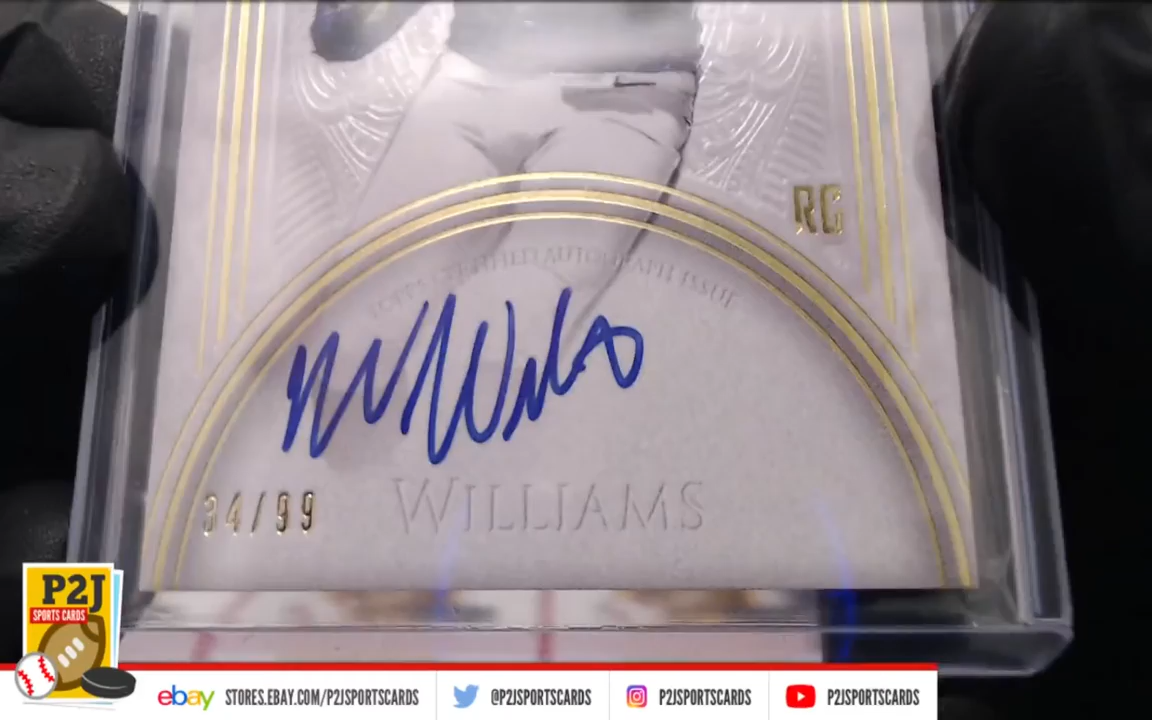 RC
TOPPS CERTIFIED AUTOGRAPH ISSUE
34/99
WILLIAMS
P2J
SPORTS CARDS
ebay STORES.EBAY.COM/P2JSPORTSCARDS
@P2JSPORTSCARDS
P2JSPORTSCARDS
P2JSPORTSCARDS